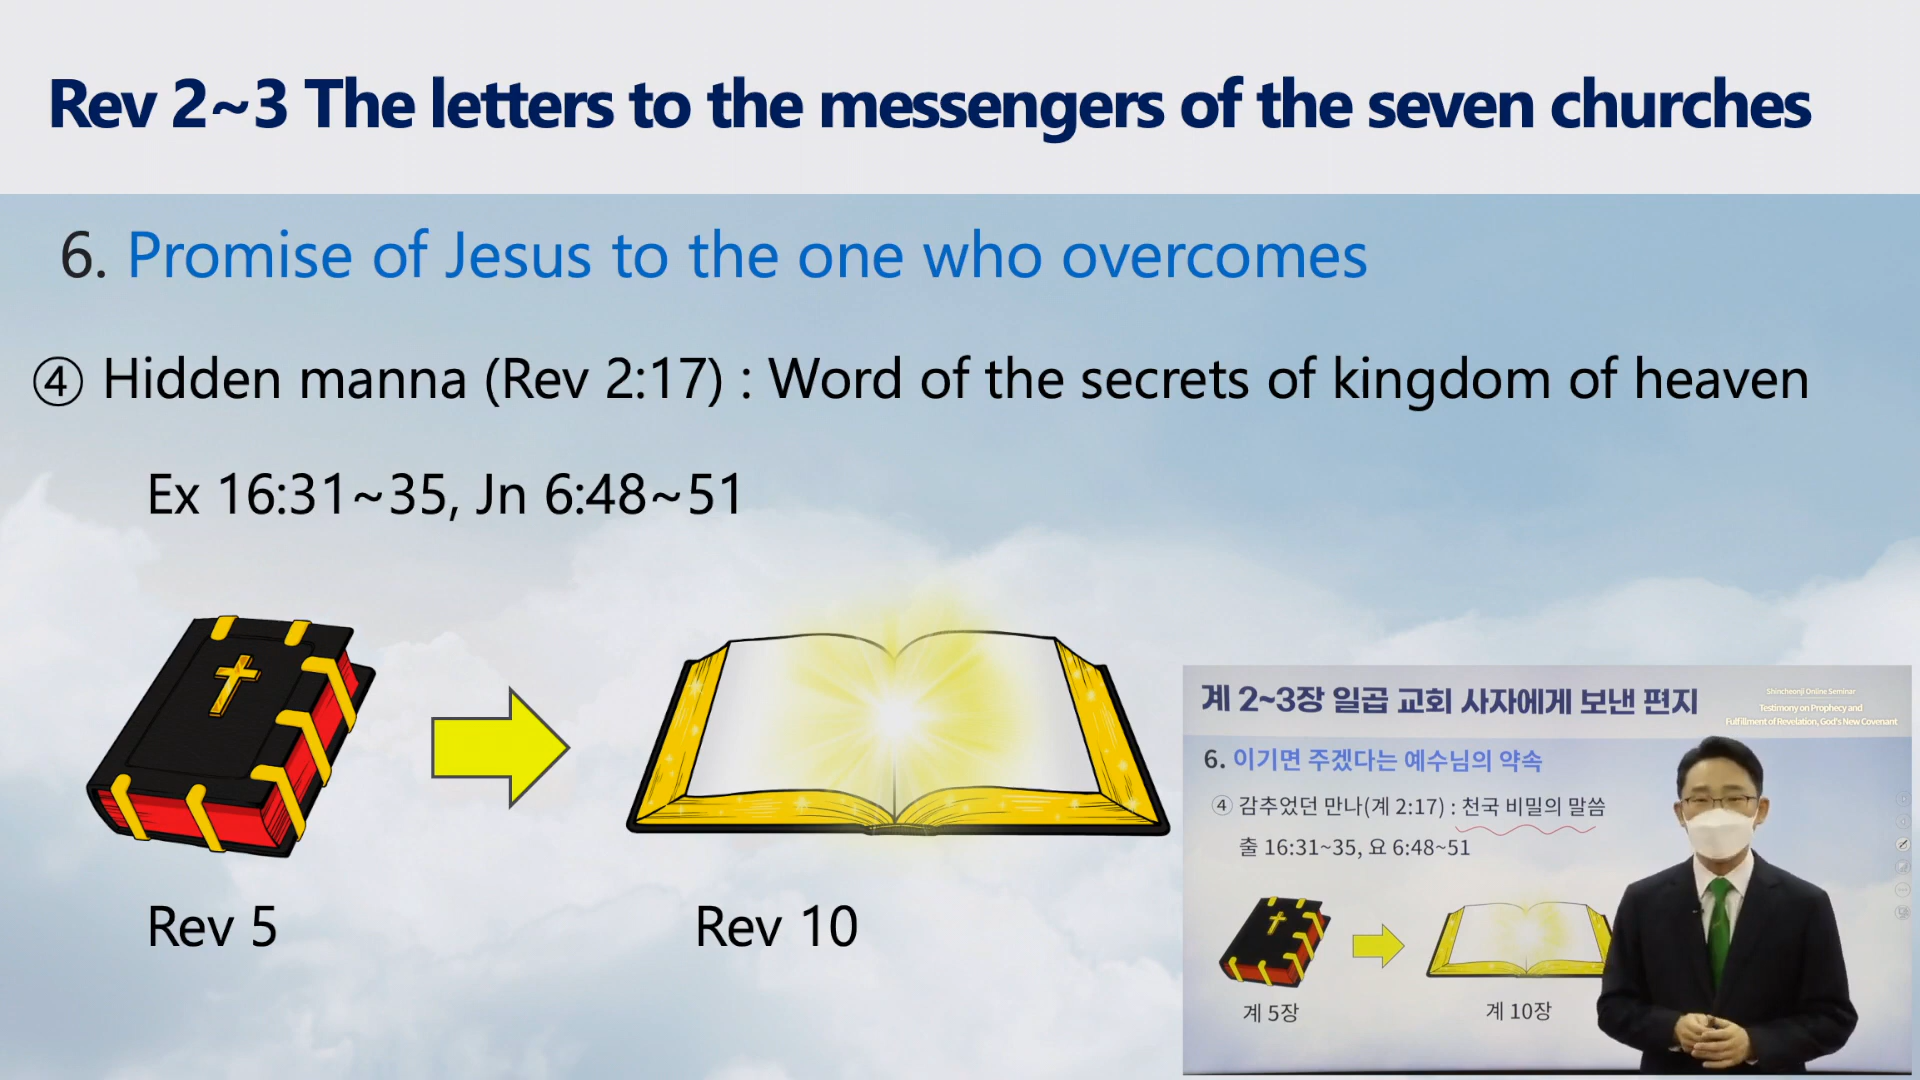 Rev 2~3 The letters to the messengers of the seven churches
6. Promise of Jesus to the one who overcomes
④ Hidden manna (Rev 2:17) : Word of the secrets of kingdom of heaven
Ex 16:31~35, Jn 6:48~51
Rev 5
Rev 10
계 2~3장 일곱 교회 사자에게 보낸 편지
Shincheonji Online Seminar
Testimony on Prophecy and
Fulfillment of Revelation, God's New Covenant
6. 이기면 주겠다는 예수님의 약속
④ 감추었던 만나(계 2:17) : 천국 비밀의 말씀
출 16:31~35, 요 6:48~51
계 5장
계 10장